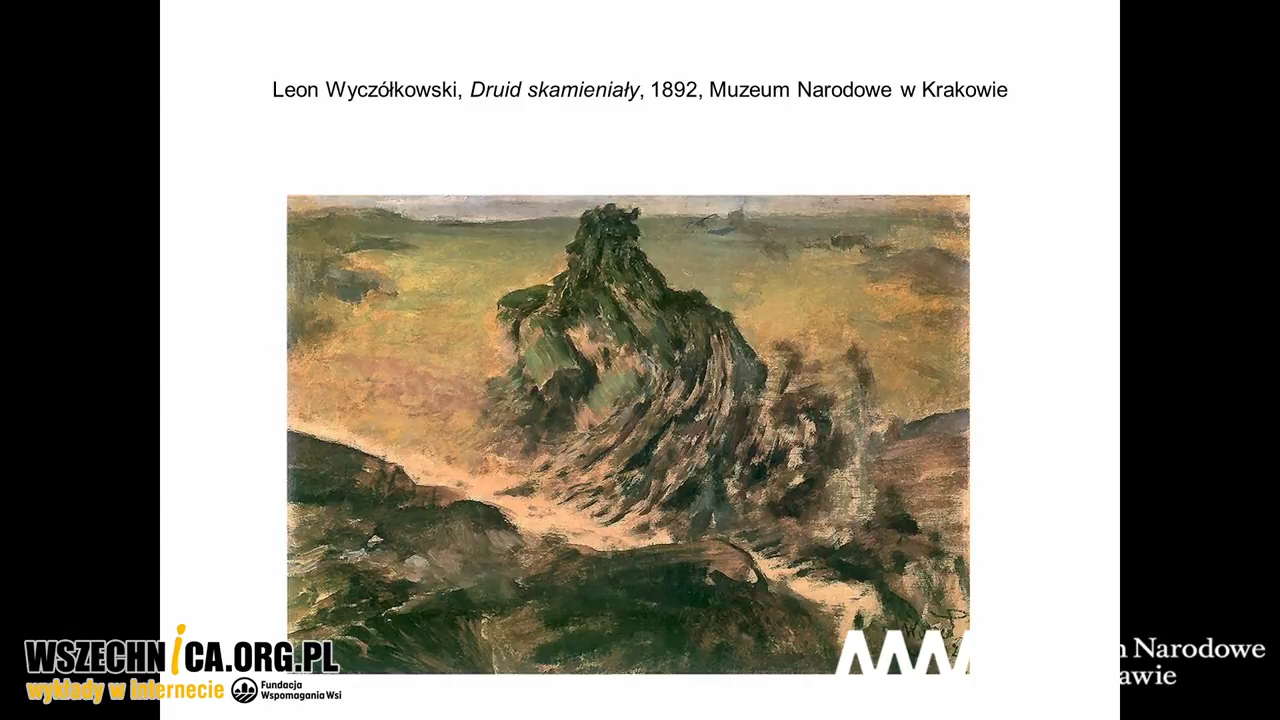 Leon Wyczółkowski, Druid skamieniały, 1892, Muzeum Narodowe w Krakowie
WSZECHNiCA.ORG.PL
wykłady w internecie
Fundacja
Wspomagania Wsi
Narodowe
awie